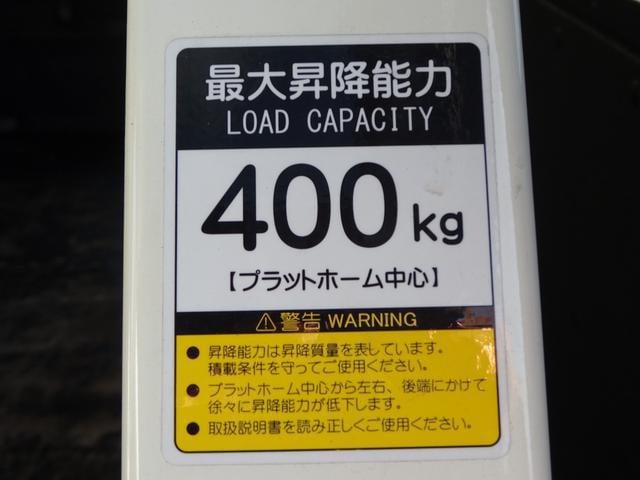 最大昇降能力
LOAD CAPACITY
400kg
【プラットホーム中心】
⚠警告 WARNING
● 昇降能力は昇降質量を表しています。
積載条件を守ってご使用ください。
● プラットホーム中心から左右、後端にかけて
徐々に昇降能力が低下します。
● 取扱説明書を読み正しくご使用ください。